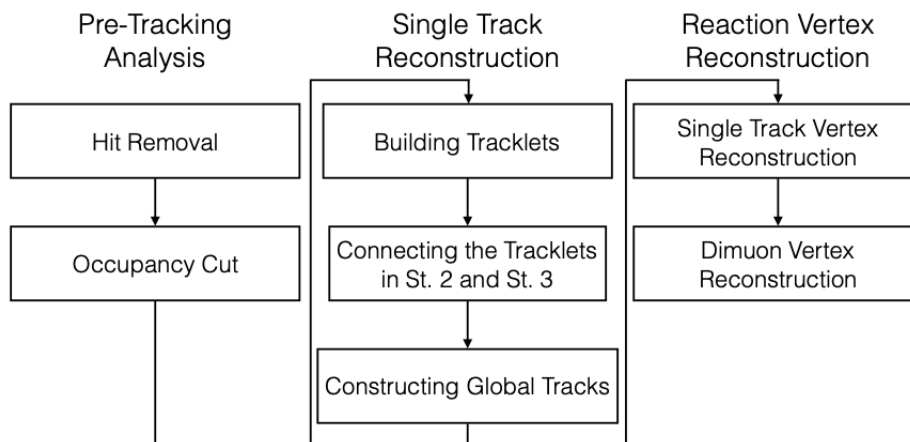 Pre-Tracking
Analysis
Hit Removal
Occupancy Cut
Single Track
Reconstruction
Building Tracklets
Connecting the Tracklets
in St. 2 and St. 3
Constructing Global Tracks
Reaction Vertex
Reconstruction
Single Track Vertex
Reconstruction
Dimuon Vertex
Reconstruction